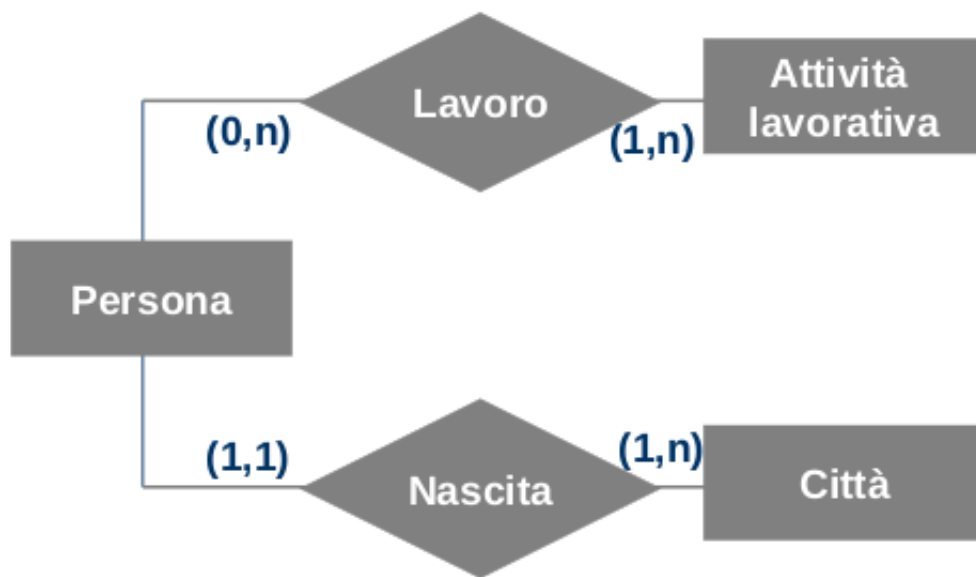 Lavoro
Attività
lavorativa
(0,n)
(1,n)
Persona
(1,1)
(1,n)
Nascita
Città